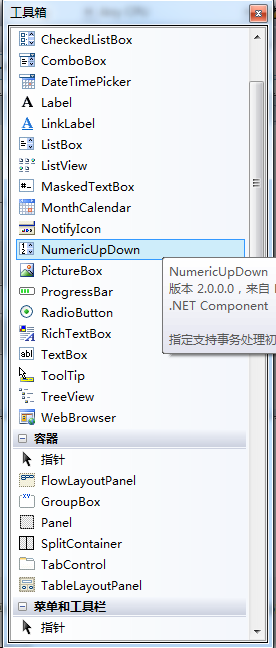 工具箱
CheckedListBox
ComboBox
DateTimePicker
Label
LinkLabel
ListBox
ListView
MaskedTextBox
MonthCalendar
NotifyIcon
NumericUpDown
PictureBox
ProgressBar
RadioButton
RichTextBox
TextBox
ToolTip
TreeView
WebBrowser
NumericUpDown
版本 2.0.0.0，来自
.NET Component
指定支持事务处理初
容器
指针
FlowLayoutPanel
GroupBox
Panel
SplitContainer
TabControl
TableLayoutPanel
菜单和工具栏
指针